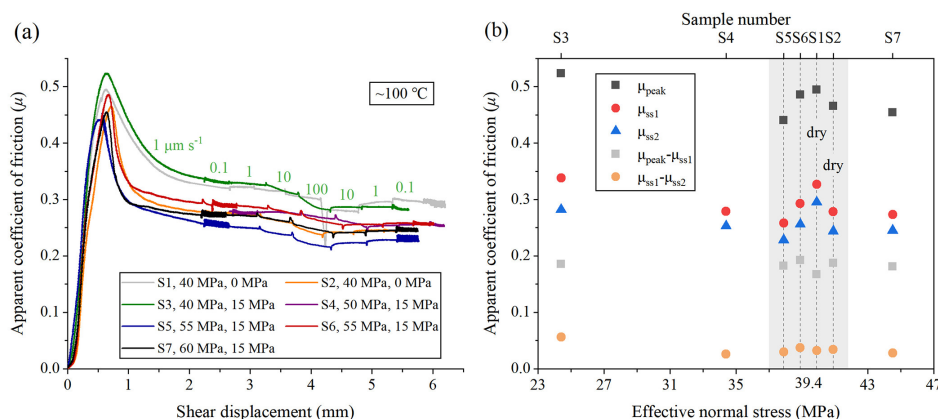 (a)
~100 ℃
1 μm s⁻¹
0.1
1
10
100
10
1
0.1
S1, 40 MPa, 0 MPa
S2, 40 MPa, 0 MPa
S3, 40 MPa, 15 MPa
S4, 50 MPa, 15 MPa
S5, 55 MPa, 15 MPa
S6, 55 MPa, 15 MPa
S7, 60 MPa, 15 MPa
Apparent coefficient of friction (μ)
0.5
0.4
0.3
0.2
0.1
0.0
0 1 2 3 4 5 6
Shear displacement (mm)
(b)
Sample number
S3 S4 S5 S6 S1 S2 S7
μpeak
μss1
μss2
μpeak-μss1
μss1-μss2
dry
dry
Apparent coefficient of friction (μ)
0.5
0.4
0.3
0.2
0.1
0.0
23 27 31 35 39.4 43 47
Effective normal stress (MPa)